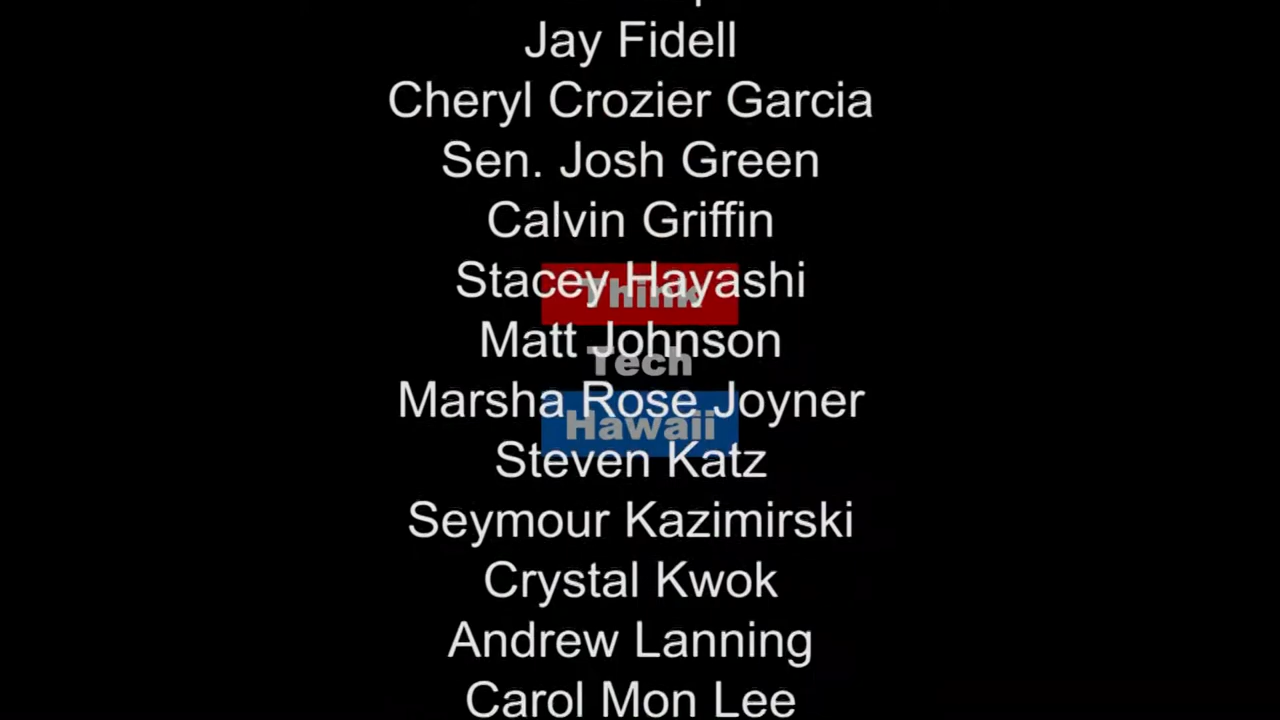 Jay Fidell
Cheryl Crozier Garcia
Sen. Josh Green
Calvin Griffin
Stacey Hayashi
Think
Matt Johnson
Tech
Marsha Rose Joyner
Hawaii
Steven Katz
Seymour Kazimirski
Crystal Kwok
Andrew Lanning
Carol Mon Lee